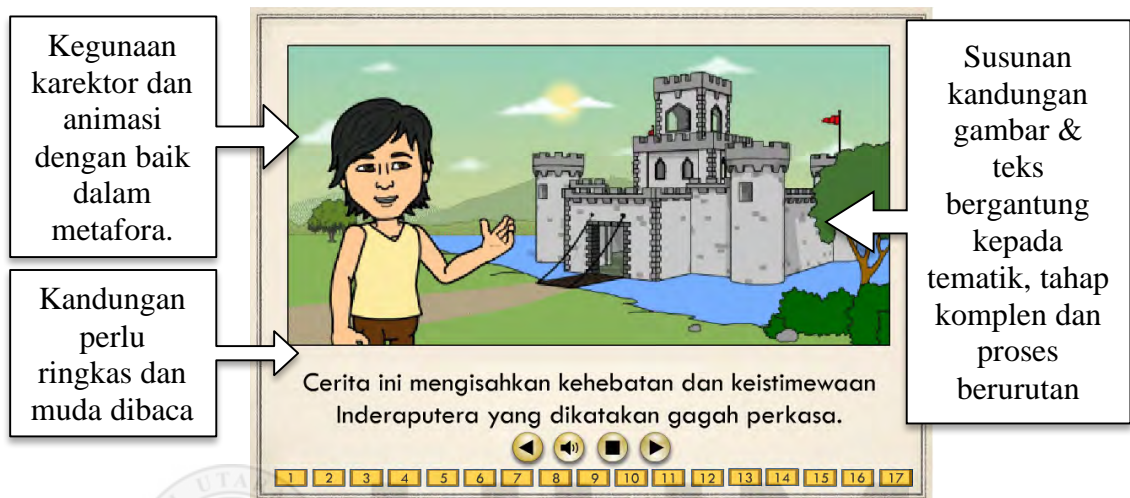 Kegunaan
karektor dan
animasi
dengan baik
dalam
metafora.
Kandungan
perlu
ringkas dan
muda dibaca
Susunan
kandungan
gambar &
teks
bergantung
kepada
tematik, tahap
komplen dan
proses
berurutan
Cerita ini mengisahkan kehebatan dan keistimewaan
Inderaputera yang dikatakan gagah perkasa.
1 2 3 4 5 6 7 8 9 10 11 12 13 14 15 16 17